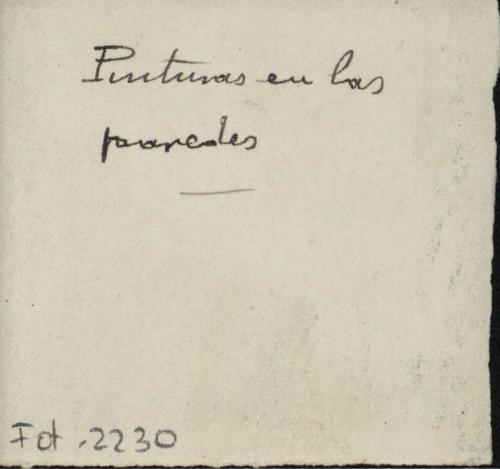 Pinturas en las
paredes
Fot. 2230